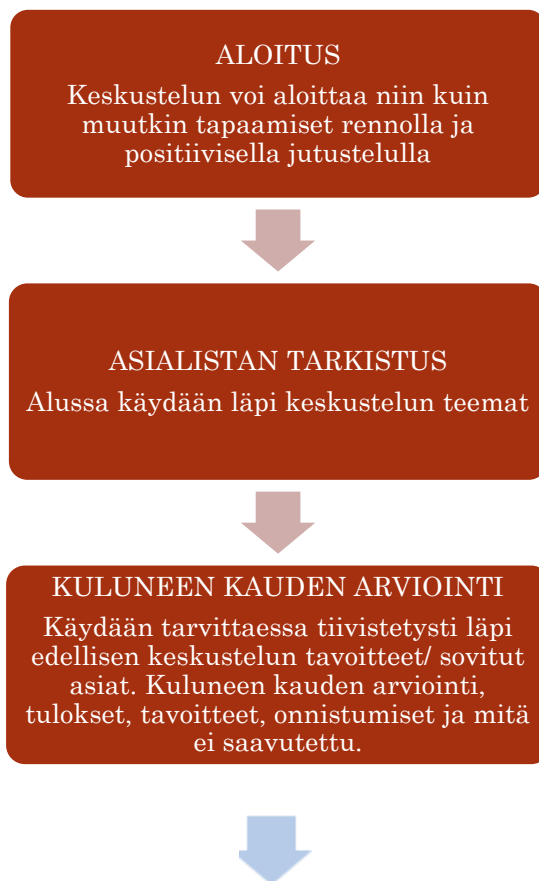 ALOITUS
Keskustelun voi aloittaa niin kuin
muutkin tapaamiset rennolla ja
positiivisella jutustelulla
ASIALISTAN TARKISTUS
Alussa käydään läpi keskustelun teemat
KULUNEEN KAUDEN ARVIOINTI
Käydään tarvittaessa tiivistetysti läpi
edellisen keskustelun tavoitteet/ sovitut
asiat. Kuluneen kauden arviointi,
tulokset, tavoitteet, onnistumiset ja mitä
ei saavutettu.